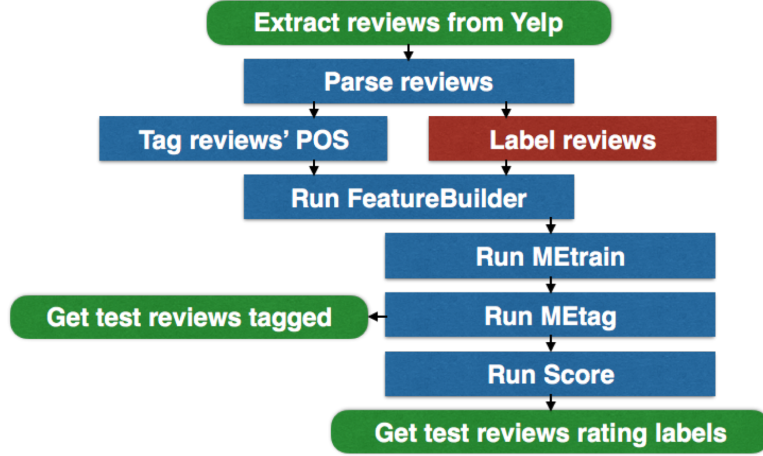 Extract reviews from Yelp
Parse reviews
Tag reviews' POS
Label reviews
Run FeatureBuilder
Run MEtrain
Get test reviews tagged
Run MEtag
Run Score
Get test reviews rating labels